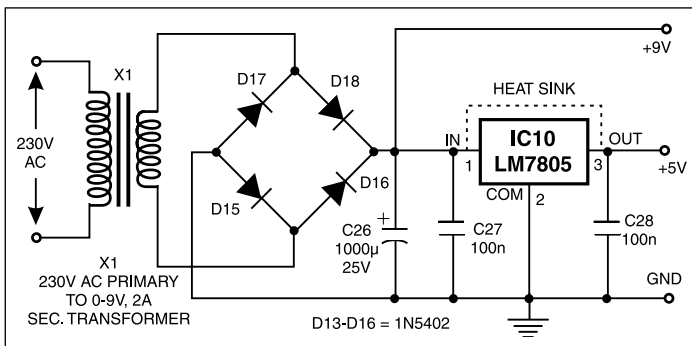 +9V
X1
D17
D18
HEAT SINK
230V
AC
IN
1
IC10
LM7805
3
OUT
+5V
COM
2
D15
D16
+
C26
1000µ
25V
C27
100n
C28
100n
X1
230V AC PRIMARY
TO 0-9V, 2A
SEC. TRANSFORMER
GND
D13-D16 = 1N5402